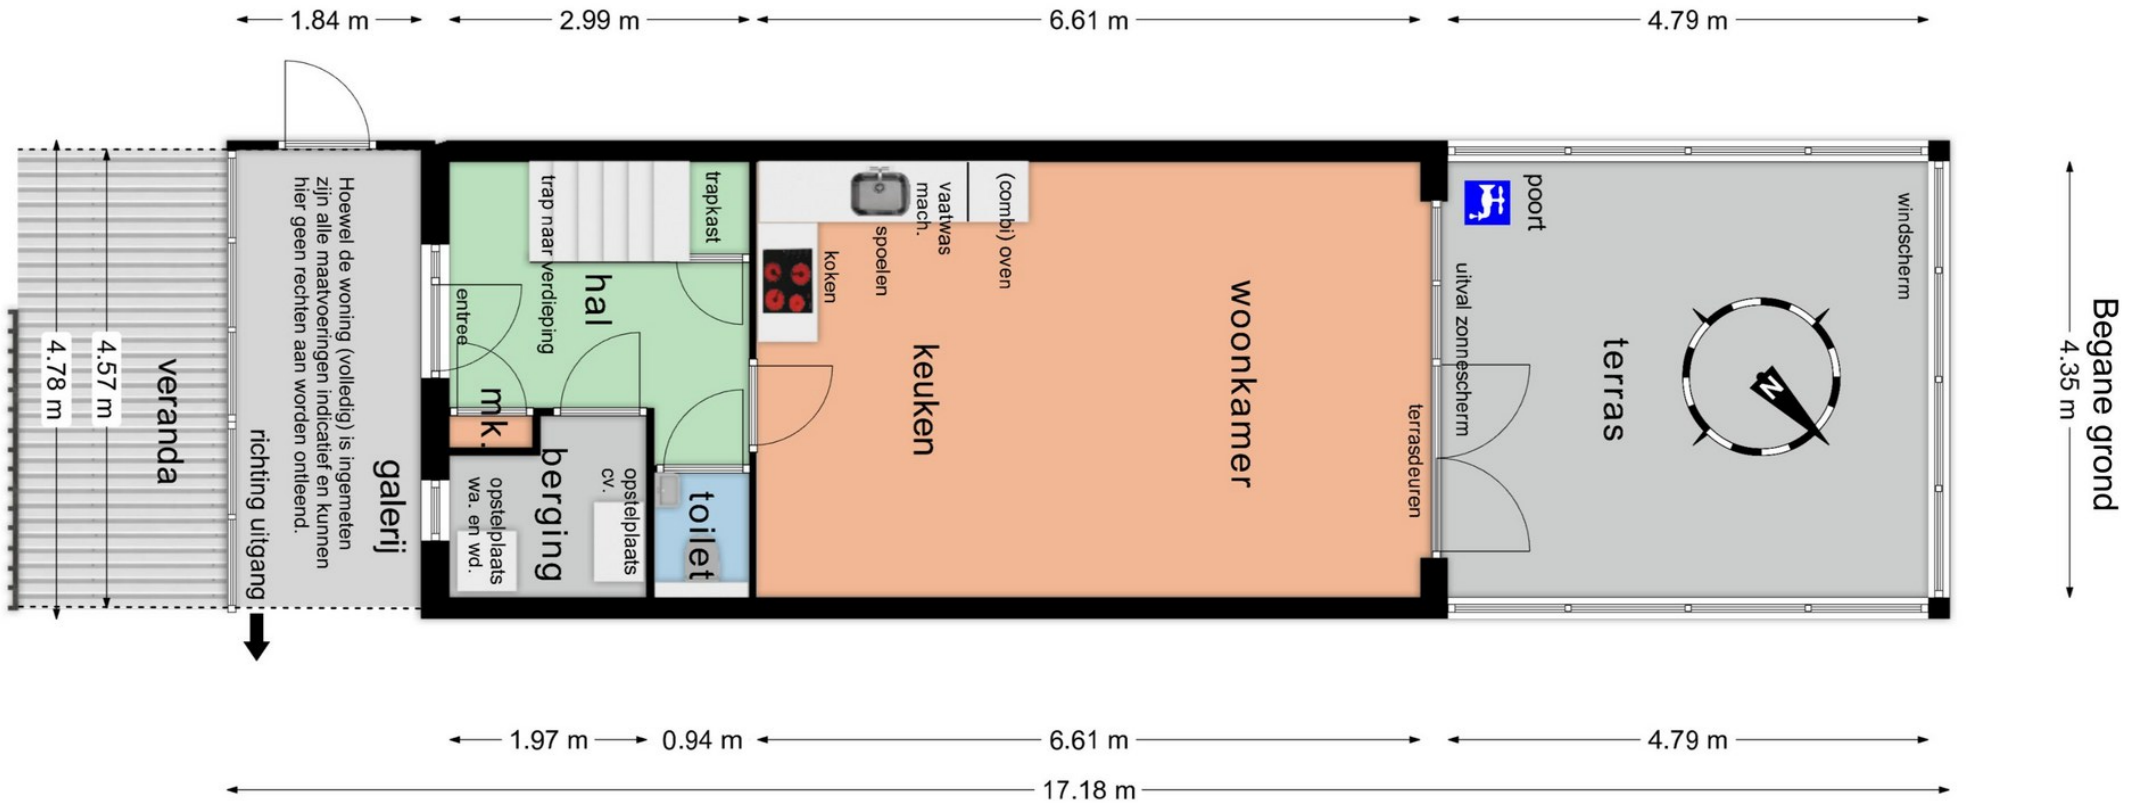 1.84 m
2.99 m
6.61 m
4.79 m
Begane grond
4.35 m
windscherm
terras
N
poort
uitval zonnescherm
terrasdeuren
woonkamer
(combi) oven
vaatwas
mach.
spoelen
koken
keuken
trapkast
trap naar verdieping
hal
entree
mk.
berging
opstelplaats
cv.
opstelplaats
wa. en wd.
toilet
galerij
Hoewel de woning (volledig) is ingemeten
zijn alle maatvoeringen indicatief en kunnen
hier geen rechten aan worden ontleend.
richting uitgang
veranda
4.57 m
4.78 m
1.97 m
0.94 m
6.61 m
4.79 m
17.18 m